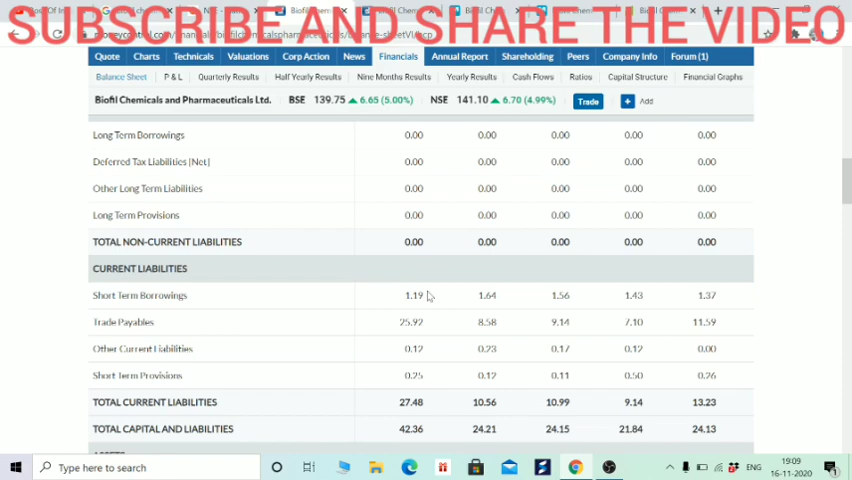 SUBSCRIBE AND SHARE THE VIDEO
Quote Charts Technicals Valuations Corp Action News Financials Annual Report Shareholding Peers Company Info Forum (1)
Balance Sheet P & L Quarterly Results Half Yearly Results Nine Months Results Yearly Results Cash Flows Ratios Capital Structure Financial Graphs
Biofil Chemicals and Pharmaceuticals Ltd. BSE 139.75 ▲ 6.65 (5.00%) NSE 141.10 ▲ 6.70 (4.99%) Trade + Add
Long Term Borrowings 0.00 0.00 0.00 0.00 0.00
Deferred Tax Liabilities [Net] 0.00 0.00 0.00 0.00 0.00
Other Long Term Liabilities 0.00 0.00 0.00 0.00 0.00
Long Term Provisions 0.00 0.00 0.00 0.00 0.00
TOTAL NON-CURRENT LIABILITIES 0.00 0.00 0.00 0.00 0.00
CURRENT LIABILITIES
Short Term Borrowings 1.19 1.64 1.56 1.43 1.37
Trade Payables 25.92 8.58 9.14 7.10 11.59
Other Current Liabilities 0.12 0.23 0.17 0.12 0.00
Short Term Provisions 0.25 0.12 0.11 0.50 0.26
TOTAL CURRENT LIABILITIES 27.48 10.56 10.99 9.14 13.23
TOTAL CAPITAL AND LIABILITIES 42.36 24.21 24.15 21.84 24.13
Type here to search
ENG
19:09
16-11-2020